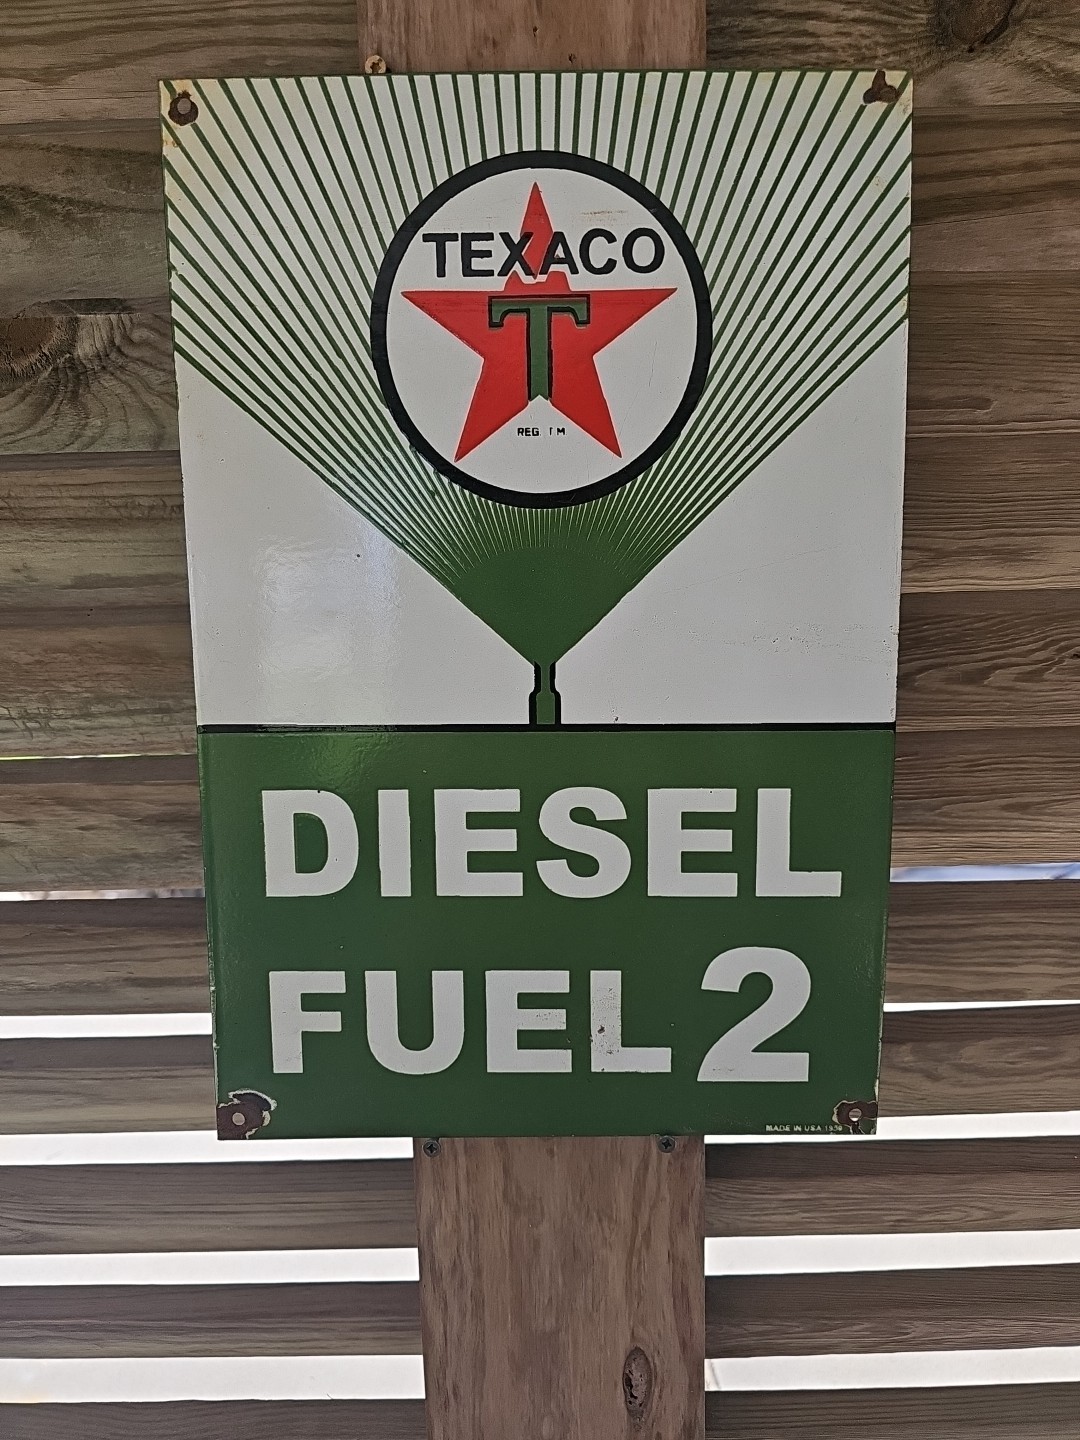 TEXACO
T
REG. T M
DIESEL
FUEL 2
MADE IN USA